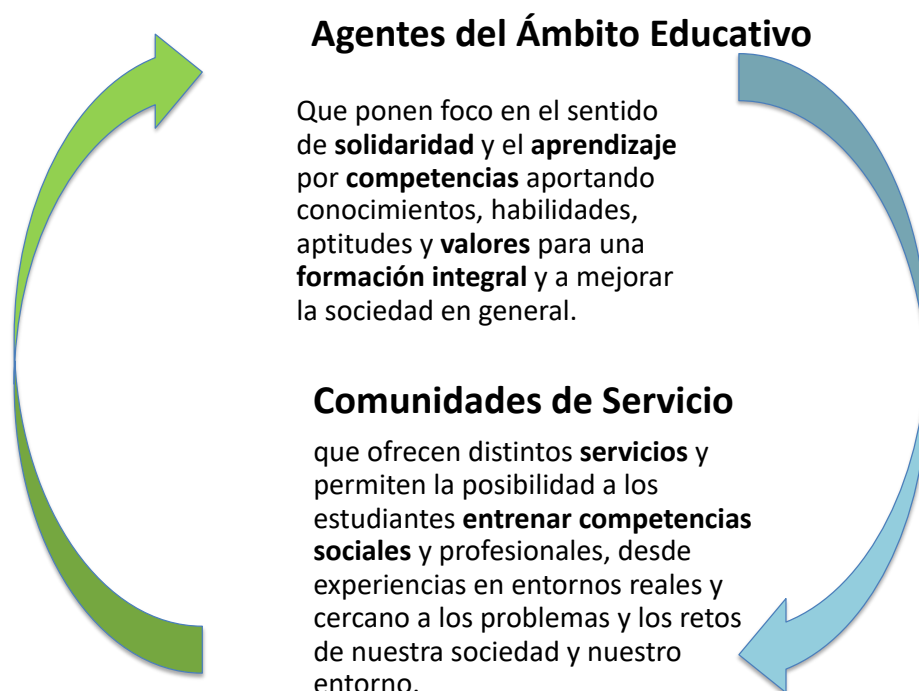 Agentes del Ámbito Educativo
Que ponen foco en el sentido
de solidaridad y el aprendizaje
por competencias aportando
conocimientos, habilidades,
aptitudes y valores para una
formación integral y a mejorar
la sociedad en general.
Comunidades de Servicio
que ofrecen distintos servicios y
permiten la posibilidad a los
estudiantes entrenar competencias
sociales y profesionales, desde
experiencias en entornos reales y
cercano a los problemas y los retos
de nuestra sociedad y nuestro
entorno.